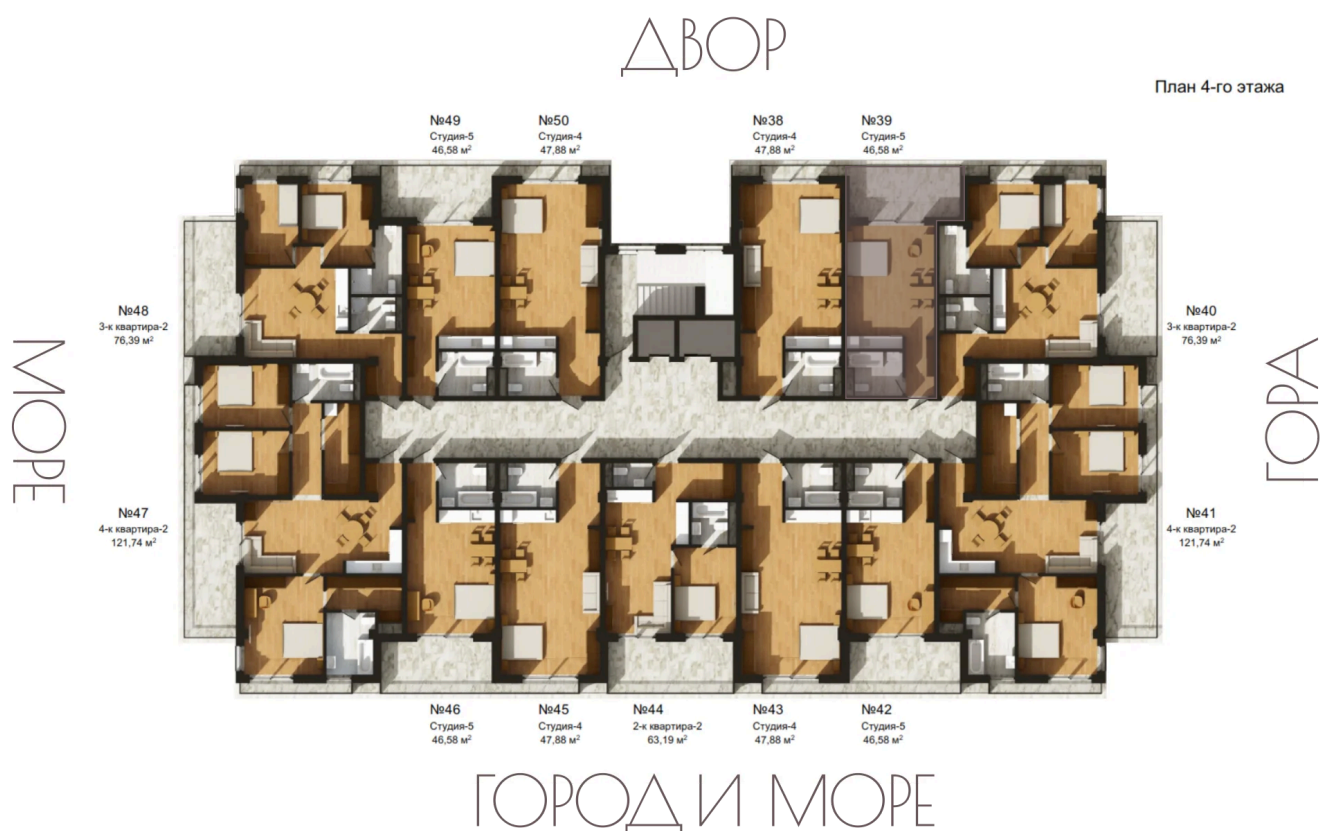 ДВОР
План 4-го этажа
№49
Студия-5
46,58 м²
№50
Студия-4
47,88 м²
№38
Студия-4
47,88 м²
№39
Студия-5
46,58 м²
№48
3-к квартира-2
76,39 м²
№40
3-к квартира-2
76,39 м²
МОРЕ
ГОРА
№47
4-к квартира-2
121,74 м²
№41
4-к квартира-2
121,74 м²
№46
Студия-5
46,58 м²
№45
Студия-4
47,88 м²
№44
2-к квартира-2
63,19 м²
№43
Студия-4
47,88 м²
№42
Студия-5
46,58 м²
ГОРОД И МОРЕ